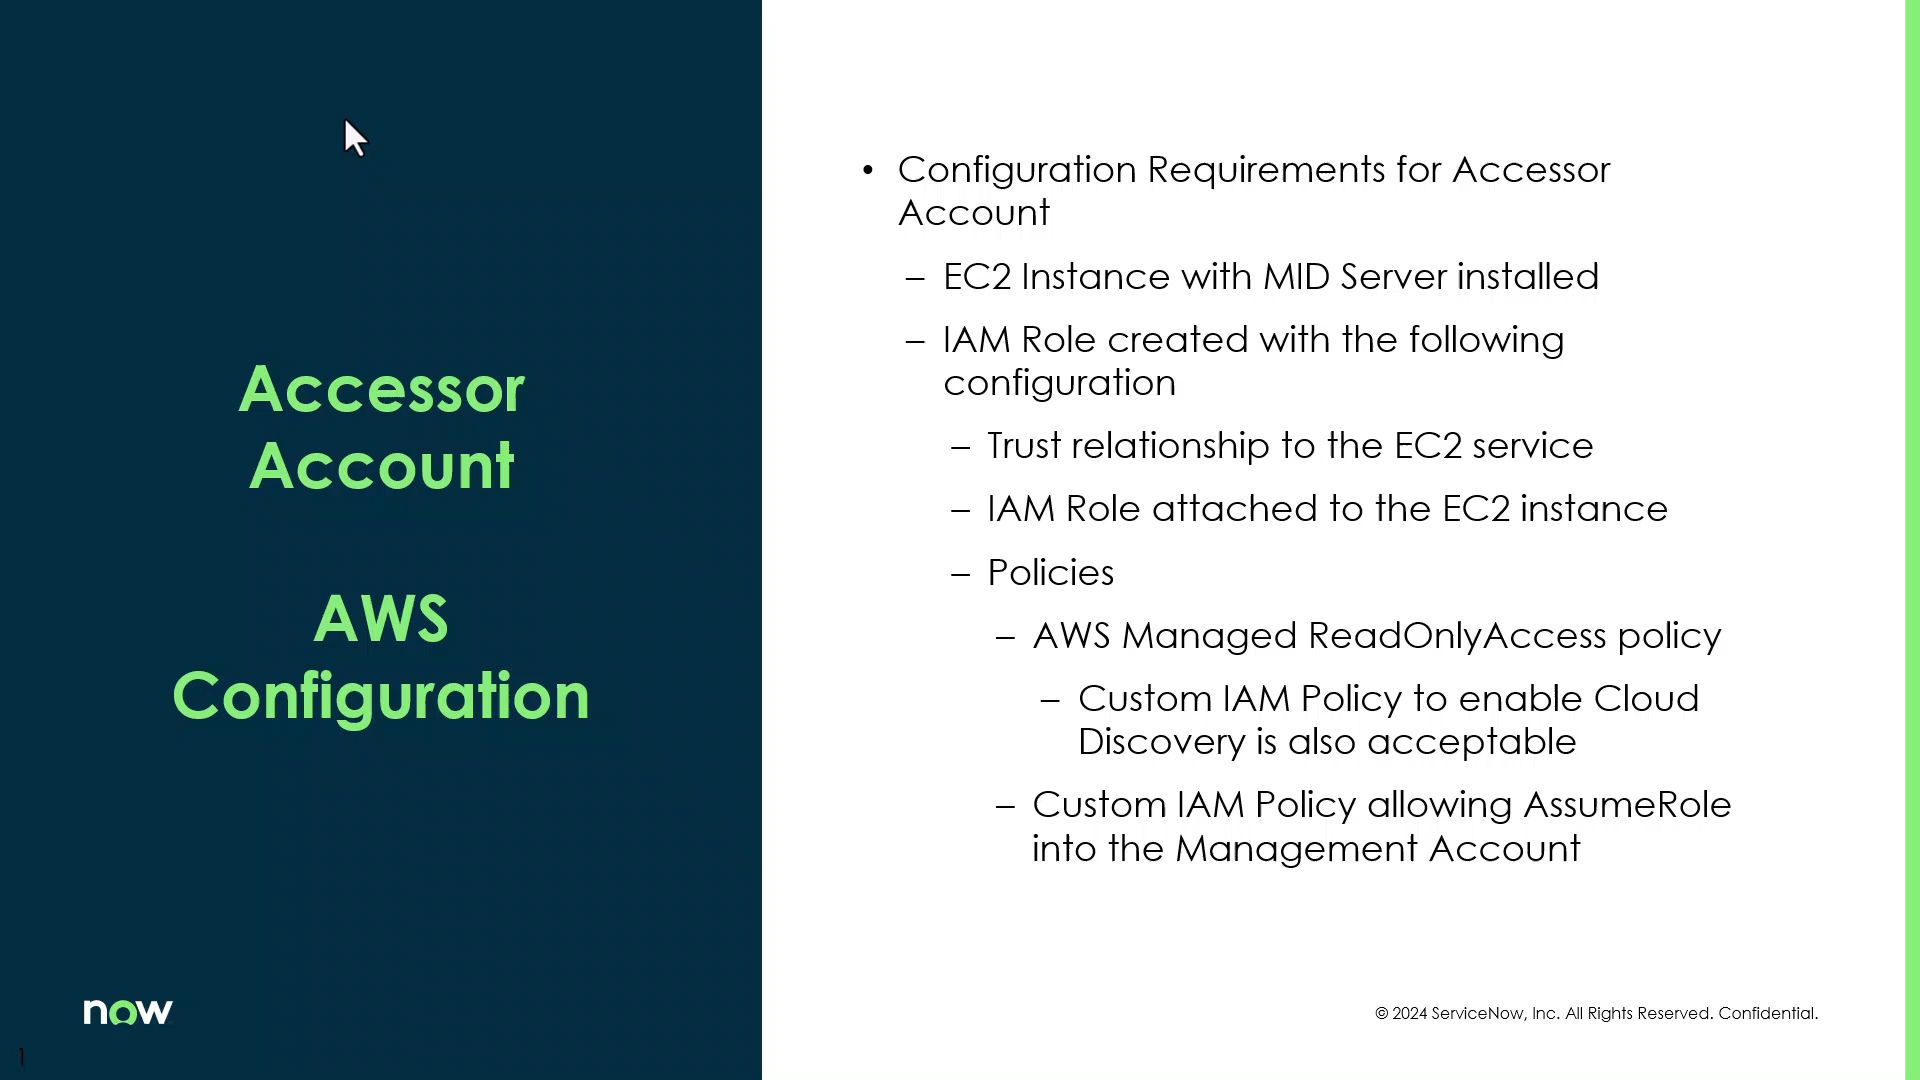 Accessor
Account
AWS
Configuration
• Configuration Requirements for Accessor
Account
– EC2 Instance with MID Server installed
– IAM Role created with the following
configuration
– Trust relationship to the EC2 service
– IAM Role attached to the EC2 instance
– Policies
– AWS Managed ReadOnlyAccess policy
– Custom IAM Policy to enable Cloud
Discovery is also acceptable
– Custom IAM Policy allowing AssumeRole
into the Management Account
now
© 2024 ServiceNow, Inc. All Rights Reserved. Confidential.
1